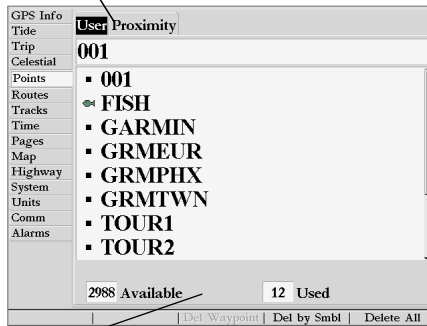 GPS Info
Tide
Trip
Celestial
Points
Routes
Tracks
Time
Pages
Map
Highway
System
Units
Comm
Alarms
User Proximity
001
001
FISH
GARMIN
GRMEUR
GRMPHX
GRMTWN
TOUR1
TOUR2
2988 Available 12 Used
Del Waypoint Del by Smbl Delete All